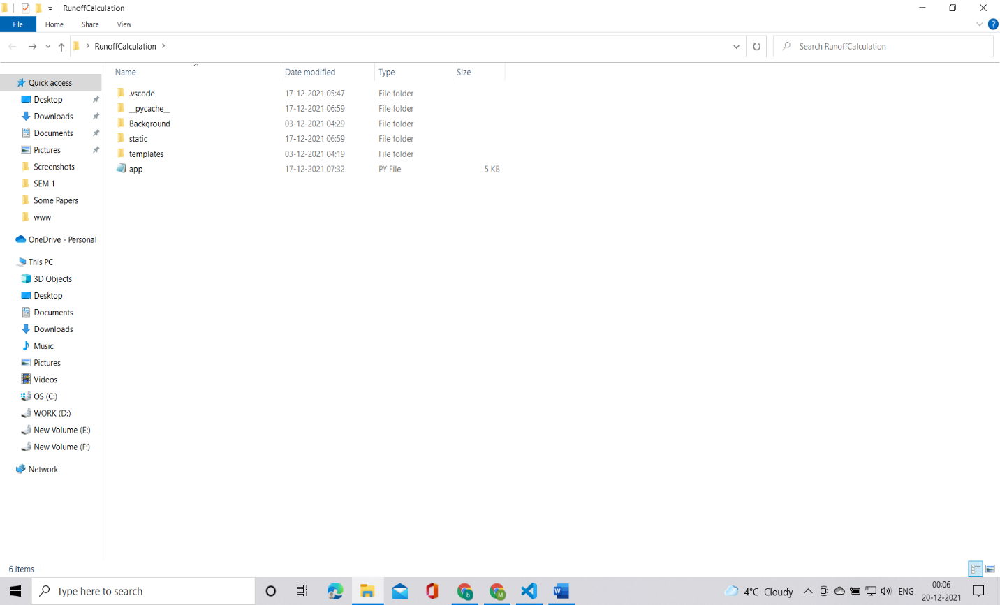 RunoffCalculation
File Home Share View
RunoffCalculation
Search RunoffCalculation
Name Date modified Type Size
Quick access
Desktop
Downloads
Documents
Pictures
Screenshots
SEM 1
Some Papers
www
OneDrive - Personal
This PC
3D Objects
Desktop
Documents
Downloads
Music
Pictures
Videos
OS (C:)
WORK (D:)
New Volume (E:)
New Volume (F:)
Network
.vscode 17-12-2021 05:47 File folder
__pycache__ 17-12-2021 06:59 File folder
Background 03-12-2021 04:29 File folder
static 17-12-2021 06:59 File folder
templates 03-12-2021 04:19 File folder
app 17-12-2021 07:32 PY File 5 KB
6 items
Type here to search
4°C Cloudy
ENG
00:06
20-12-2021